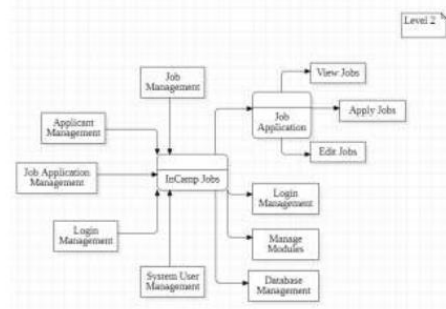 Level 2
Job
Management
View Jobs
Applicant
Management
Job
Application
Apply Jobs
Edit Jobs
Job Application
Management
InCamp Jobs
Login
Management
Login
Management
Manage
Modules
System User
Management
Database
Management